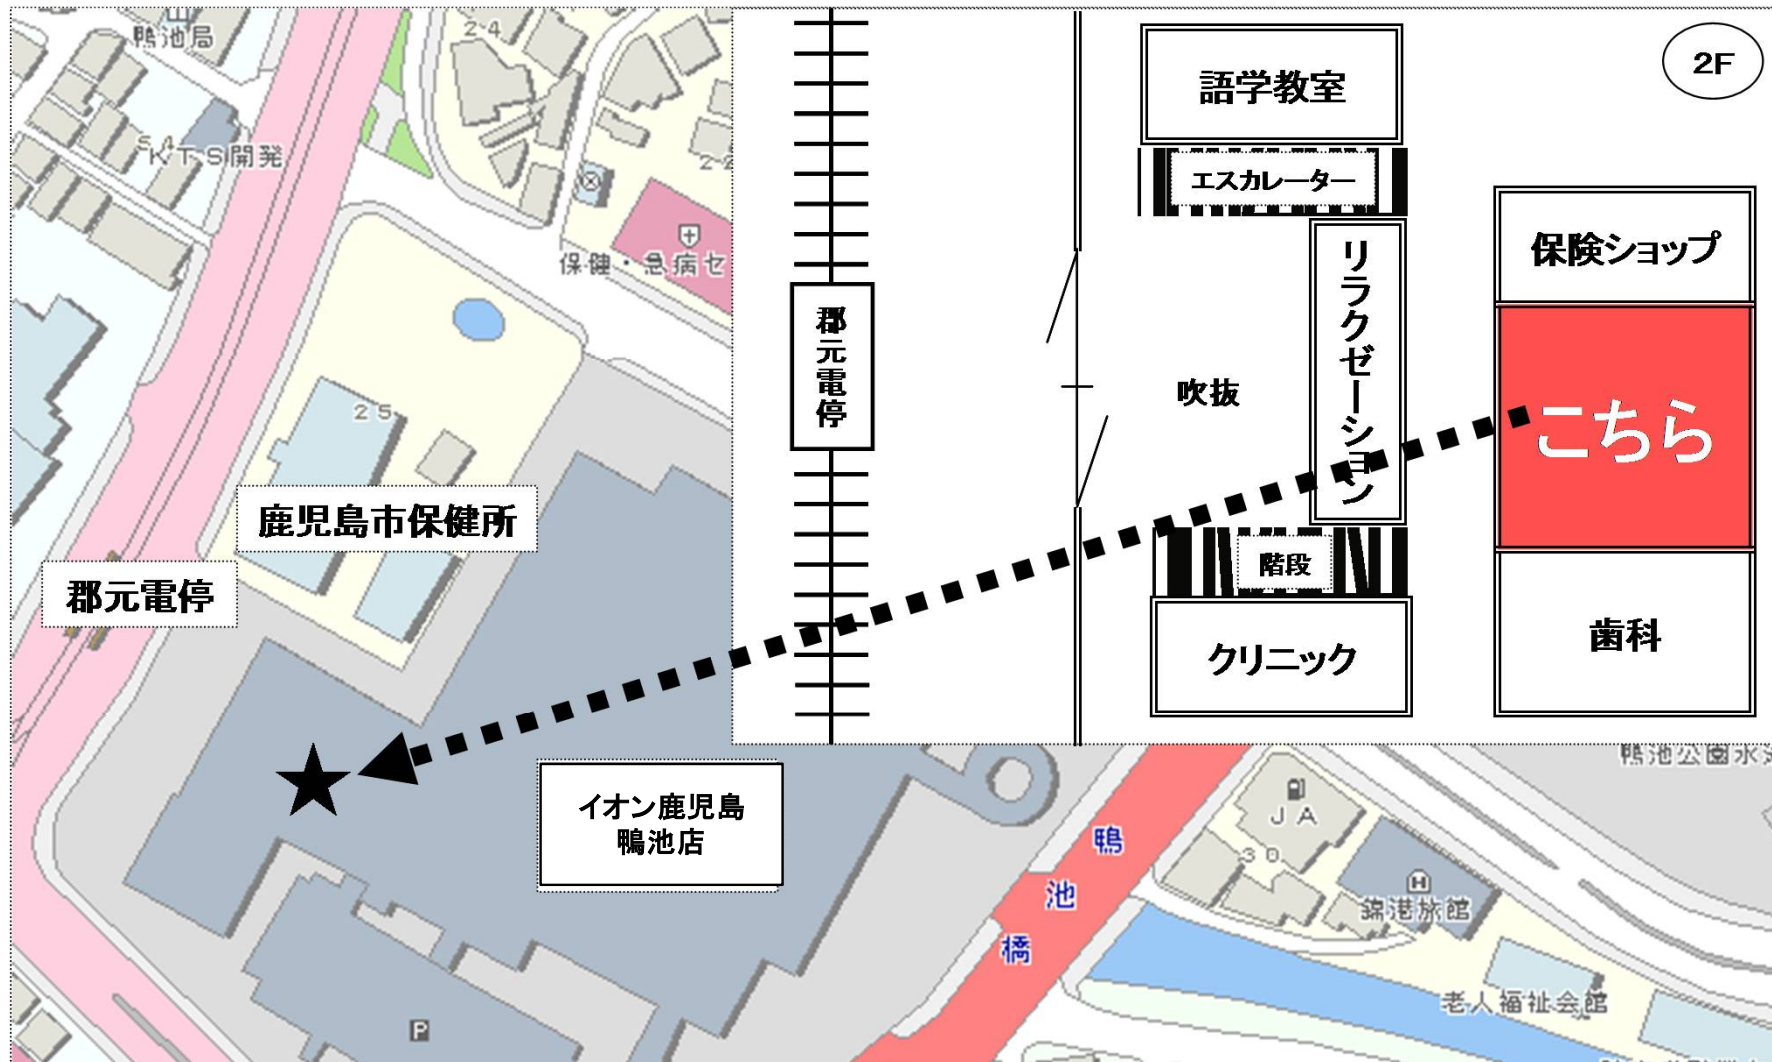 鴨池局
2-4
KTS開発
保健・急病セ
25
鹿児島市保健所
郡元電停
イオン鹿児島
鴨池店
P
2F
語学教室
エスカレーター
保険ショップ
リラクゼーション
郡元電停
吹抜
こちら
階段
クリニック
歯科
鴨池橋
JA
30
錦港旅館
老人福祉会館
鴨池公園水